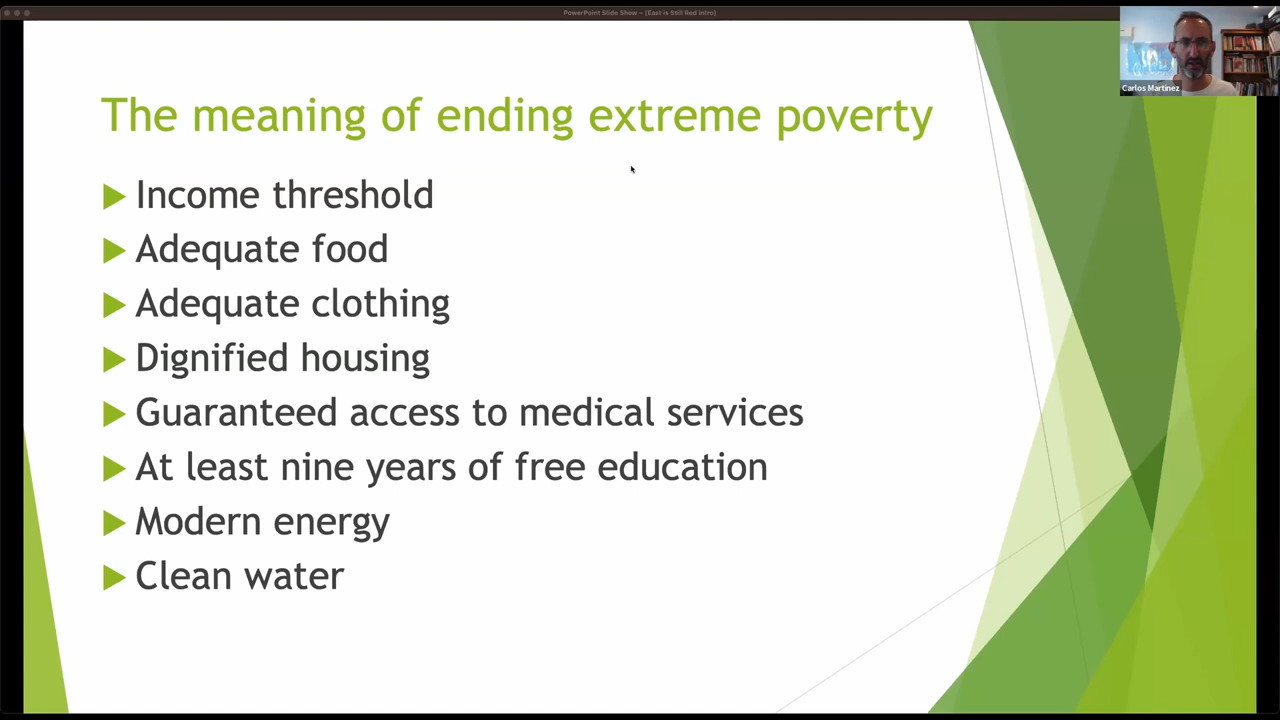 PowerPoint Slide Show - [East is Still Red Intro]
Carlos Martinez
The meaning of ending extreme poverty
Income threshold
Adequate food
Adequate clothing
Dignified housing
Guaranteed access to medical services
At least nine years of free education
Modern energy
Clean water